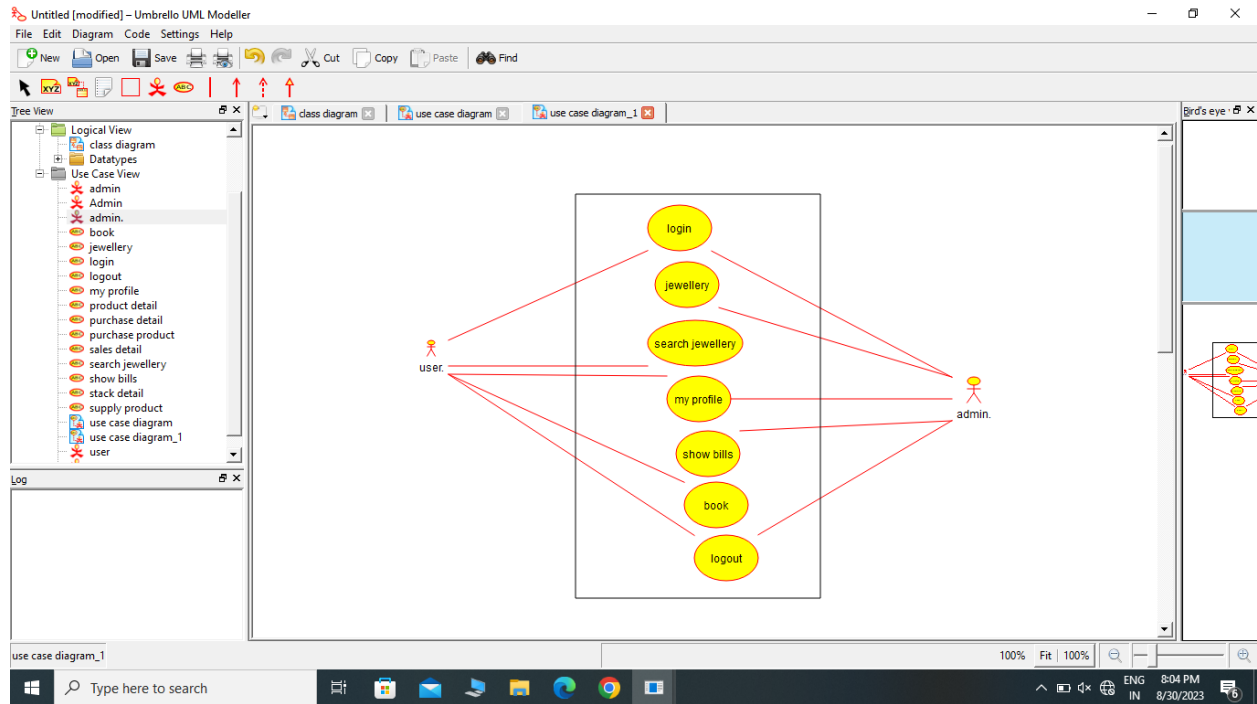 Untitled [modified] – Umbrello UML Modeller
File Edit Diagram Code Settings Help
New Open Save Cut Copy Paste Find
XYZ ABC
Tree View
class diagram use case diagram use case diagram_1
Bird's eye
Logical View
class diagram
Datatypes
Use Case View
admin
Admin
admin.
book
jewellery
login
logout
my profile
product detail
purchase detail
purchase product
sales detail
search jewellery
show bills
stack detail
supply product
use case diagram
use case diagram_1
user
Log
login
jewellery
search jewellery
user.
my profile
admin.
show bills
book
logout
use case diagram_1
100% Fit 100%
Type here to search
ENG
IN
8:04 PM
8/30/2023
6